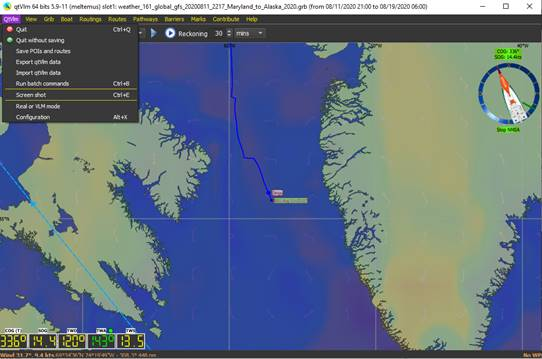 qtVlm 64 bits 5.9-11 (meltemus) slot1: weather_161_global_gfs_20200811_2217_Maryland_to_Alaska_2020.grb (from 08/11/2020 21:00 to 08/19/2020 06:00)
QtVlm View Grib Boat Routes Pathways Barriers Marks Contribute Help
Quit Ctrl+Q
Reckoning 30 mins
Quit without saving
Save POIs and routes
Export qtVlm data
Import qtVlm data
Run batch commands Ctrl+B
Screen shot Ctrl+E
Real or VLM mode
Configuration Alt+X
COG: 336°
SOG: 14.4kts
Stop NMEA
COG (T) SOG TWD TWA TWS
336° 14.4 120° 143° 13.5
Wind 33.7°, 9.4 kts
No WP